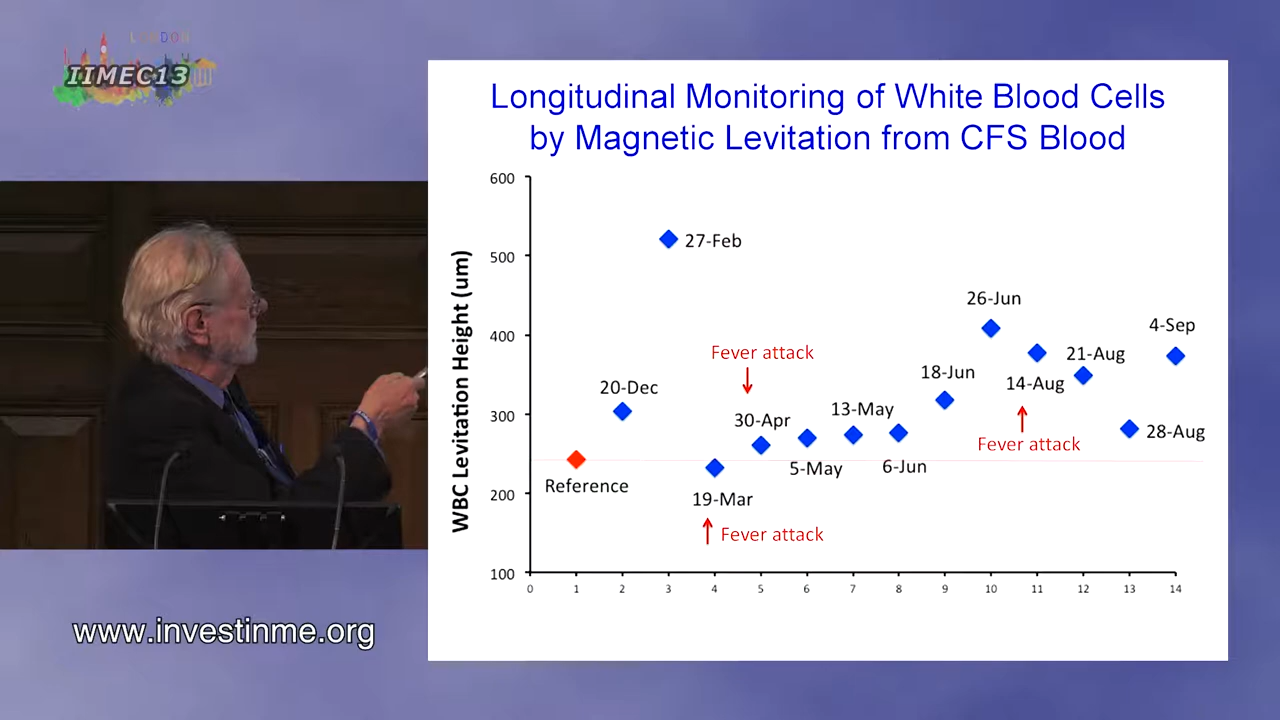 LONDON
IIMEC13
www.investinme.org
Longitudinal Monitoring of White Blood Cells
by Magnetic Levitation from CFS Blood
WBC Levitation Height (um)
600
500
400
300
200
100
0 1 2 3 4 5 6 7 8 9 10 11 12 13 14
Reference
20-Dec
27-Feb
19-Mar
Fever attack
Fever attack
30-Apr
5-May
13-May
6-Jun
18-Jun
26-Jun
14-Aug
Fever attack
21-Aug
28-Aug
4-Sep